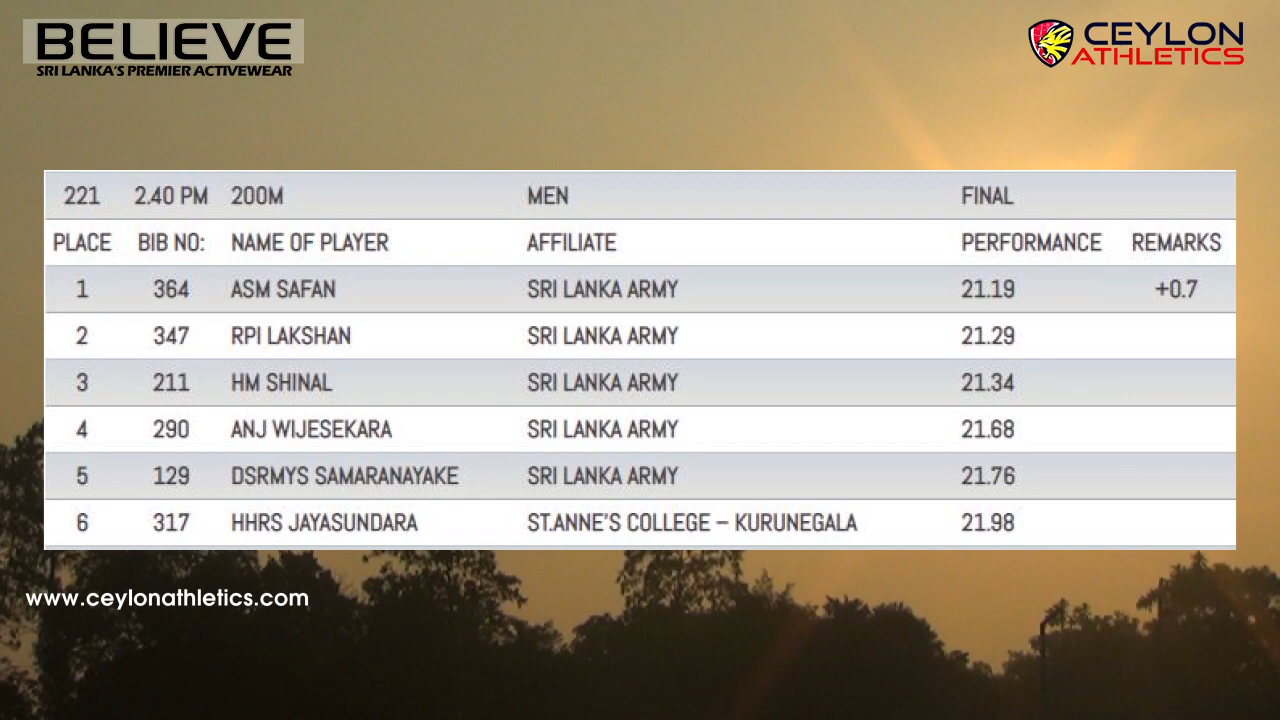 BELIEVE
SRI LANKA'S PREMIER ACTIVEWEAR
CEYLON
ATHLETICS
221 2.40 PM 200M MEN FINAL
PLACE BIB NO: NAME OF PLAYER AFFILIATE PERFORMANCE REMARKS
1 364 ASM SAFAN SRI LANKA ARMY 21.19 +0.7
2 347 RPI LAKSHAN SRI LANKA ARMY 21.29
3 211 HM SHINAL SRI LANKA ARMY 21.34
4 290 ANJ WIJESEKARA SRI LANKA ARMY 21.68
5 129 DSRMYS SAMARANAYAKE SRI LANKA ARMY 21.76
6 317 HHRS JAYASUNDARA ST.ANNE'S COLLEGE – KURUNEGALA 21.98
www.ceylonathletics.com